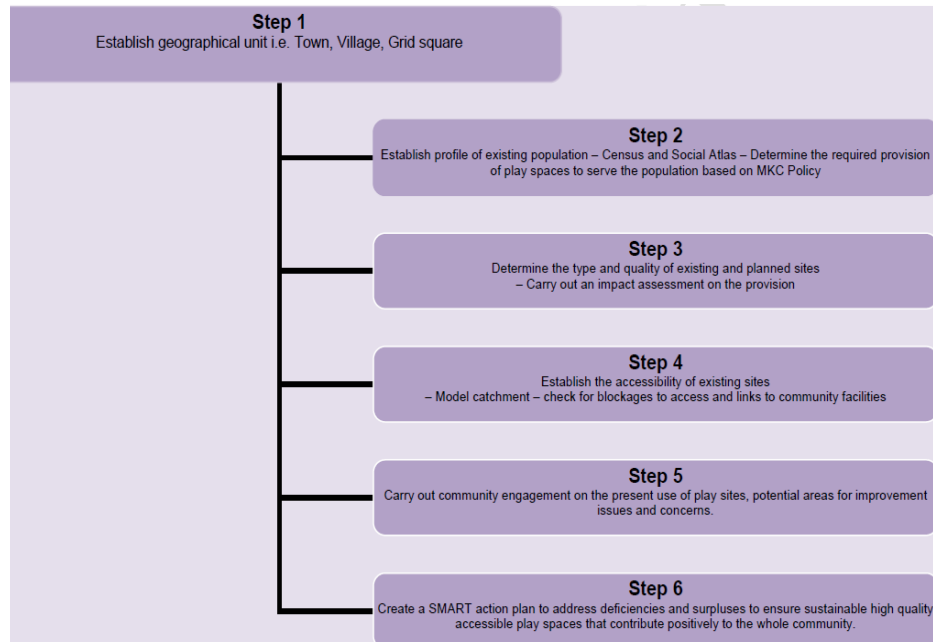 Step 1
Establish geographical unit i.e. Town, Village, Grid square
Step 2
Establish profile of existing population – Census and Social Atlas – Determine the required provision
of play spaces to serve the population based on MKC Policy
Step 3
Determine the type and quality of existing and planned sites
– Carry out an impact assessment on the provision
Step 4
Establish the accessibility of existing sites
– Model catchment – check for blockages to access and links to community facilities
Step 5
Carry out community engagement on the present use of play sites, potential areas for improvement
issues and concerns.
Step 6
Create a SMART action plan to address deficiencies and surpluses to ensure sustainable high quality
accessible play spaces that contribute positively to the whole community.